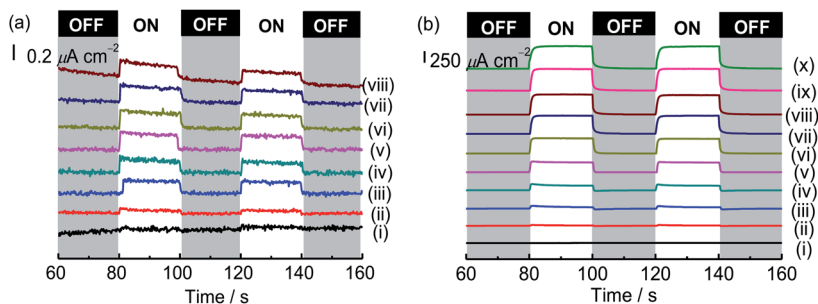 (a) OFF ON OFF ON OFF
0.2 μA cm⁻²
(viii)
(vii)
(vi)
(v)
(iv)
(iii)
(ii)
(i)
60 80 100 120 140 160
Time / s
(b) OFF ON OFF ON OFF
250 μA cm⁻²
(x)
(ix)
(viii)
(vii)
(vi)
(v)
(iv)
(iii)
(ii)
(i)
60 80 100 120 140 160
Time / s